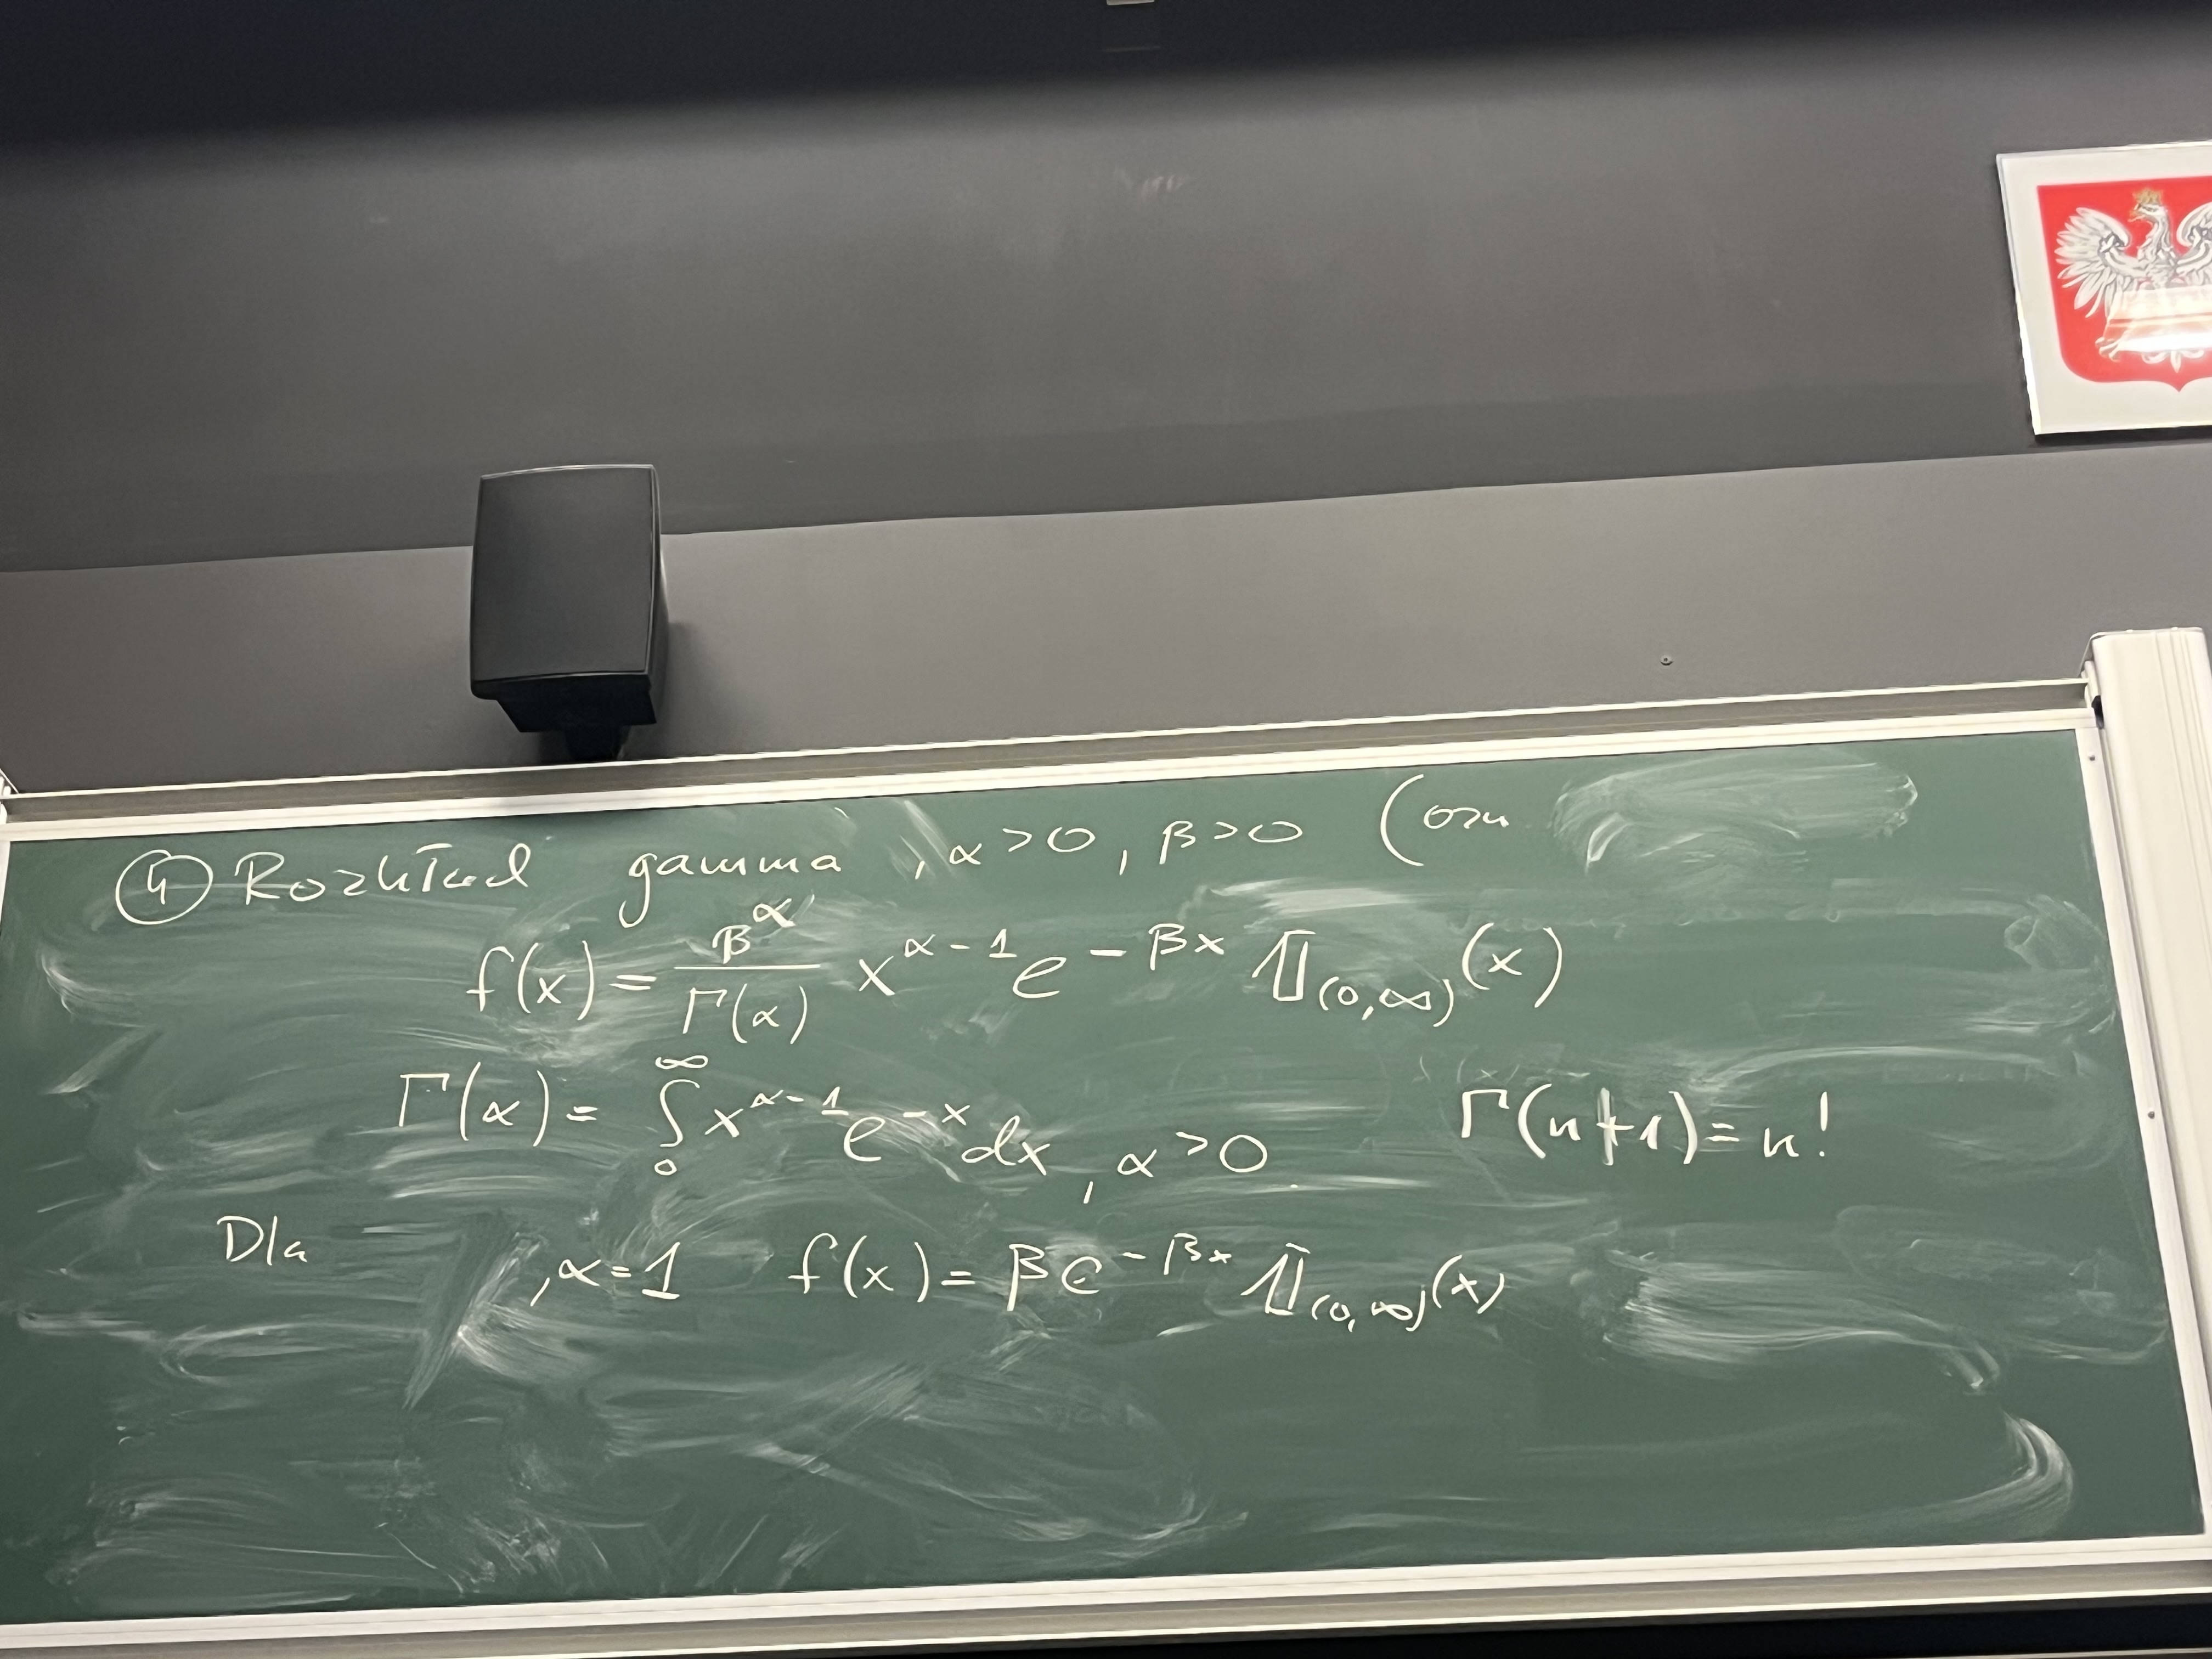 ④ Rozkład gamma , α > 0 , β > 0 (ozn
f(x) = β^α / Γ(α) x^(α-1) e^(-βx) 𝟙_(0,∞)(x)
Γ(α) = ∫_0^∞ x^(α-1) e^(-x) dx , α > 0 Γ(n+1) = n!
Dla , α = 1 f(x) = β e^(-βx) 𝟙_(0,∞)(x)